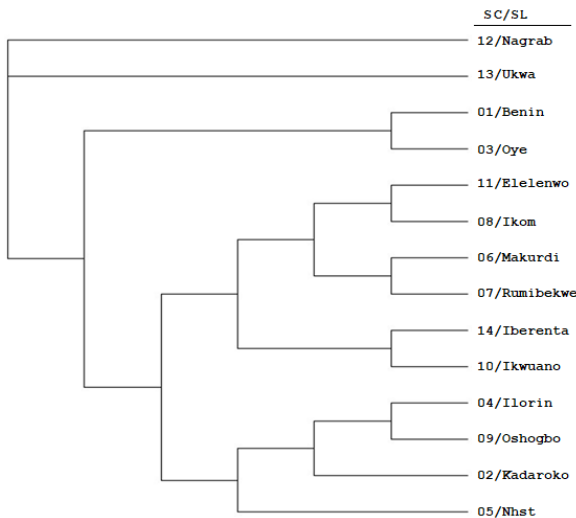 SC/SL
12/Nagrab
13/Ukwa
01/Benin
03/Oye
11/Elelenwo
08/Ikom
06/Makurdi
07/Rumibekwe
14/Iberenta
10/Ikwuano
04/Ilorin
09/Oshogbo
02/Kadaroko
05/Nhst